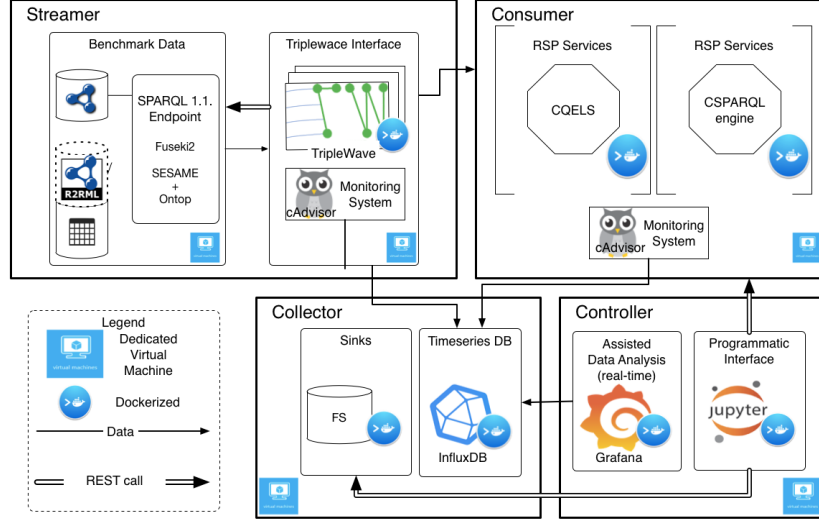 Streamer
Benchmark Data
SPARQL 1.1.
Endpoint
Fuseki2
SESAME
+
Ontop
R2RML
Triplewace Interface
TripleWave
cAdvisor
Monitoring
System
Consumer
RSP Services
CQELS
RSP Services
CSPARQL
engine
cAdvisor
Monitoring
System
Legend
Dedicated
Virtual
Machine
virtual machines
Dockerized
Data
REST call
Collector
Sinks
FS
Timeseries DB
InfluxDB
Controller
Assisted
Data Analysis
(real-time)
Grafana
Programmatic
Interface
jupyter